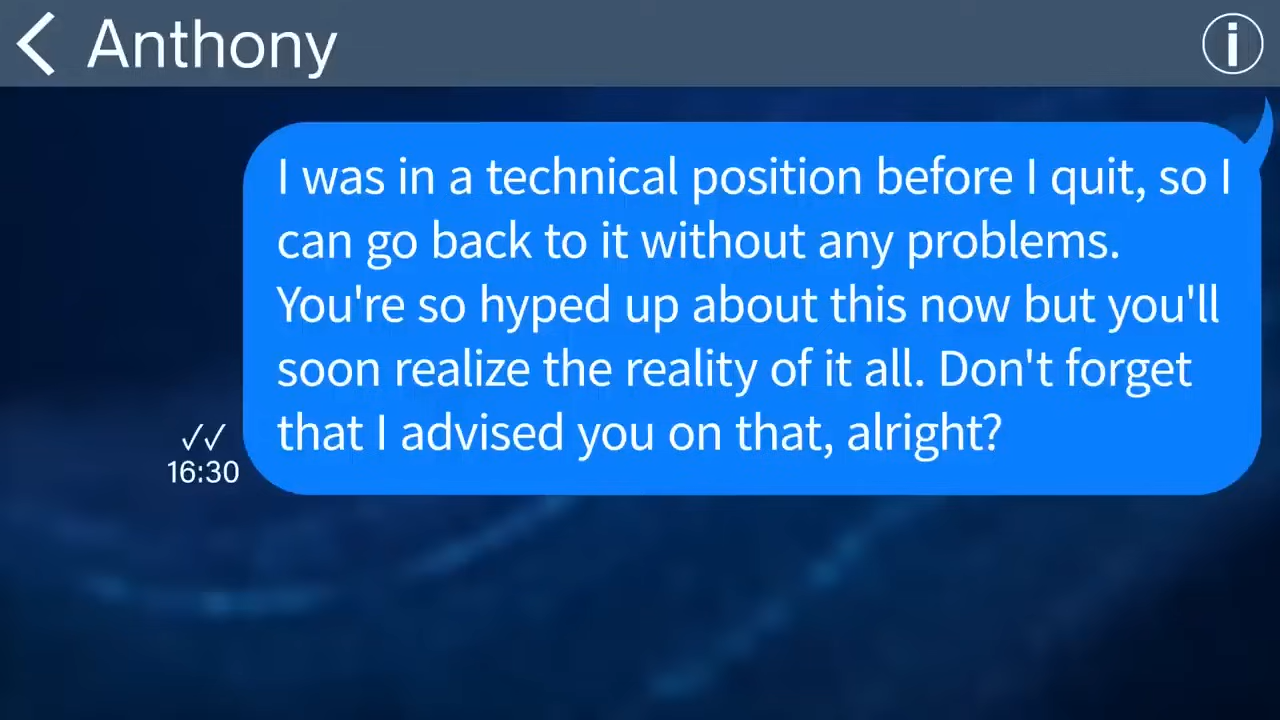 Anthony
I was in a technical position before I quit, so I
can go back to it without any problems.
You're so hyped up about this now but you'll
soon realize the reality of it all. Don't forget
that I advised you on that, alright?
✓✓
16:30